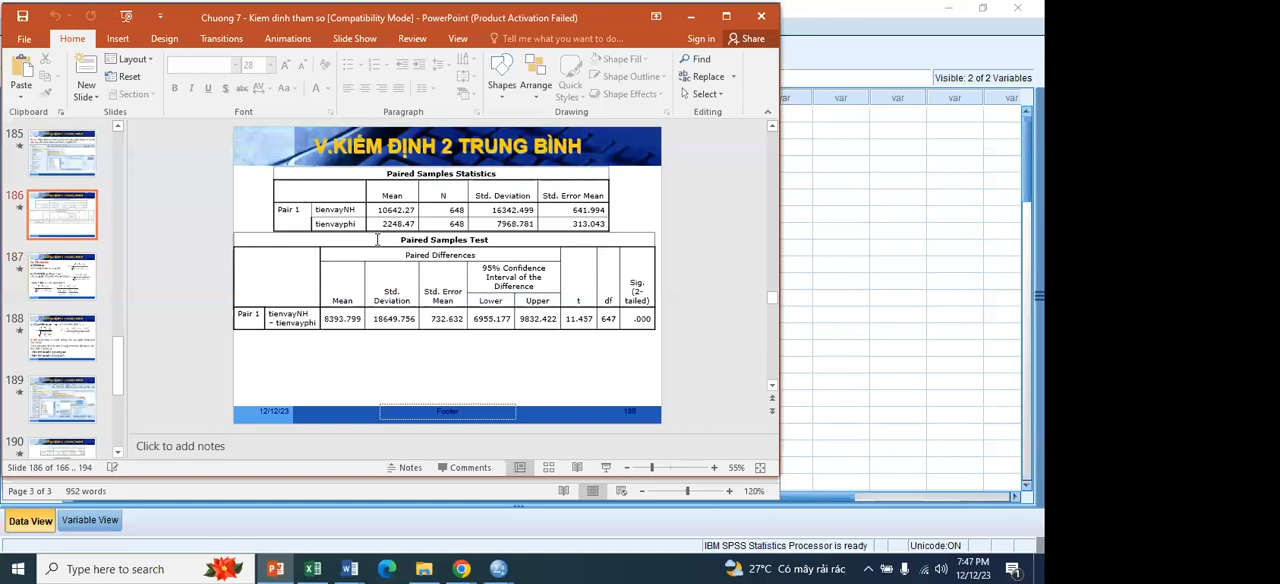 Chuong 7 - Kiem dinh tham so [Compatibility Mode] - PowerPoint (Product Activation Failed)
File Home Insert Design Transitions Animations Slide Show Review View Tell me what you want to do... Sign in Share
Paste
Clipboard
New
Slide
Layout
Reset
Section
Slides
28
B I U S abc AV Aa A
Font
Paragraph
Shapes
Arrange
Quick
Styles
Shape Fill
Shape Outline
Shape Effects
Drawing
Find
Replace
Select
Editing
Visible: 2 of 2 Variables
var var var var var
185
186
187
188
189
190
V.KIỂM ĐỊNH 2 TRUNG BÌNH
Paired Samples Statistics
Mean N Std. Deviation Std. Error Mean
Pair 1 tienvayNH 10642.27 648 16342.499 641.994
tienvayphi 2248.47 648 7968.781 313.043
Paired Samples Test
Paired Differences
95% Confidence
Interval of the
Difference
Mean
Std.
Deviation
Std. Error
Mean
Lower Upper
t df
Sig.
(2-
tailed)
Pair 1 tienvayNH
– tienvayphi
8393.799 18649.756 732.632 6955.177 9832.422 11.457 647 .000
12/12/23 Footer 186
Click to add notes
Slide 186 of 166 .. 194 Notes Comments 55%
Page 3 of 3 952 words 120%
Data View Variable View
IBM SPSS Statistics Processor is ready Unicode:ON
Type here to search
27°C Có mây rải rác
7:47 PM
12/12/23
1